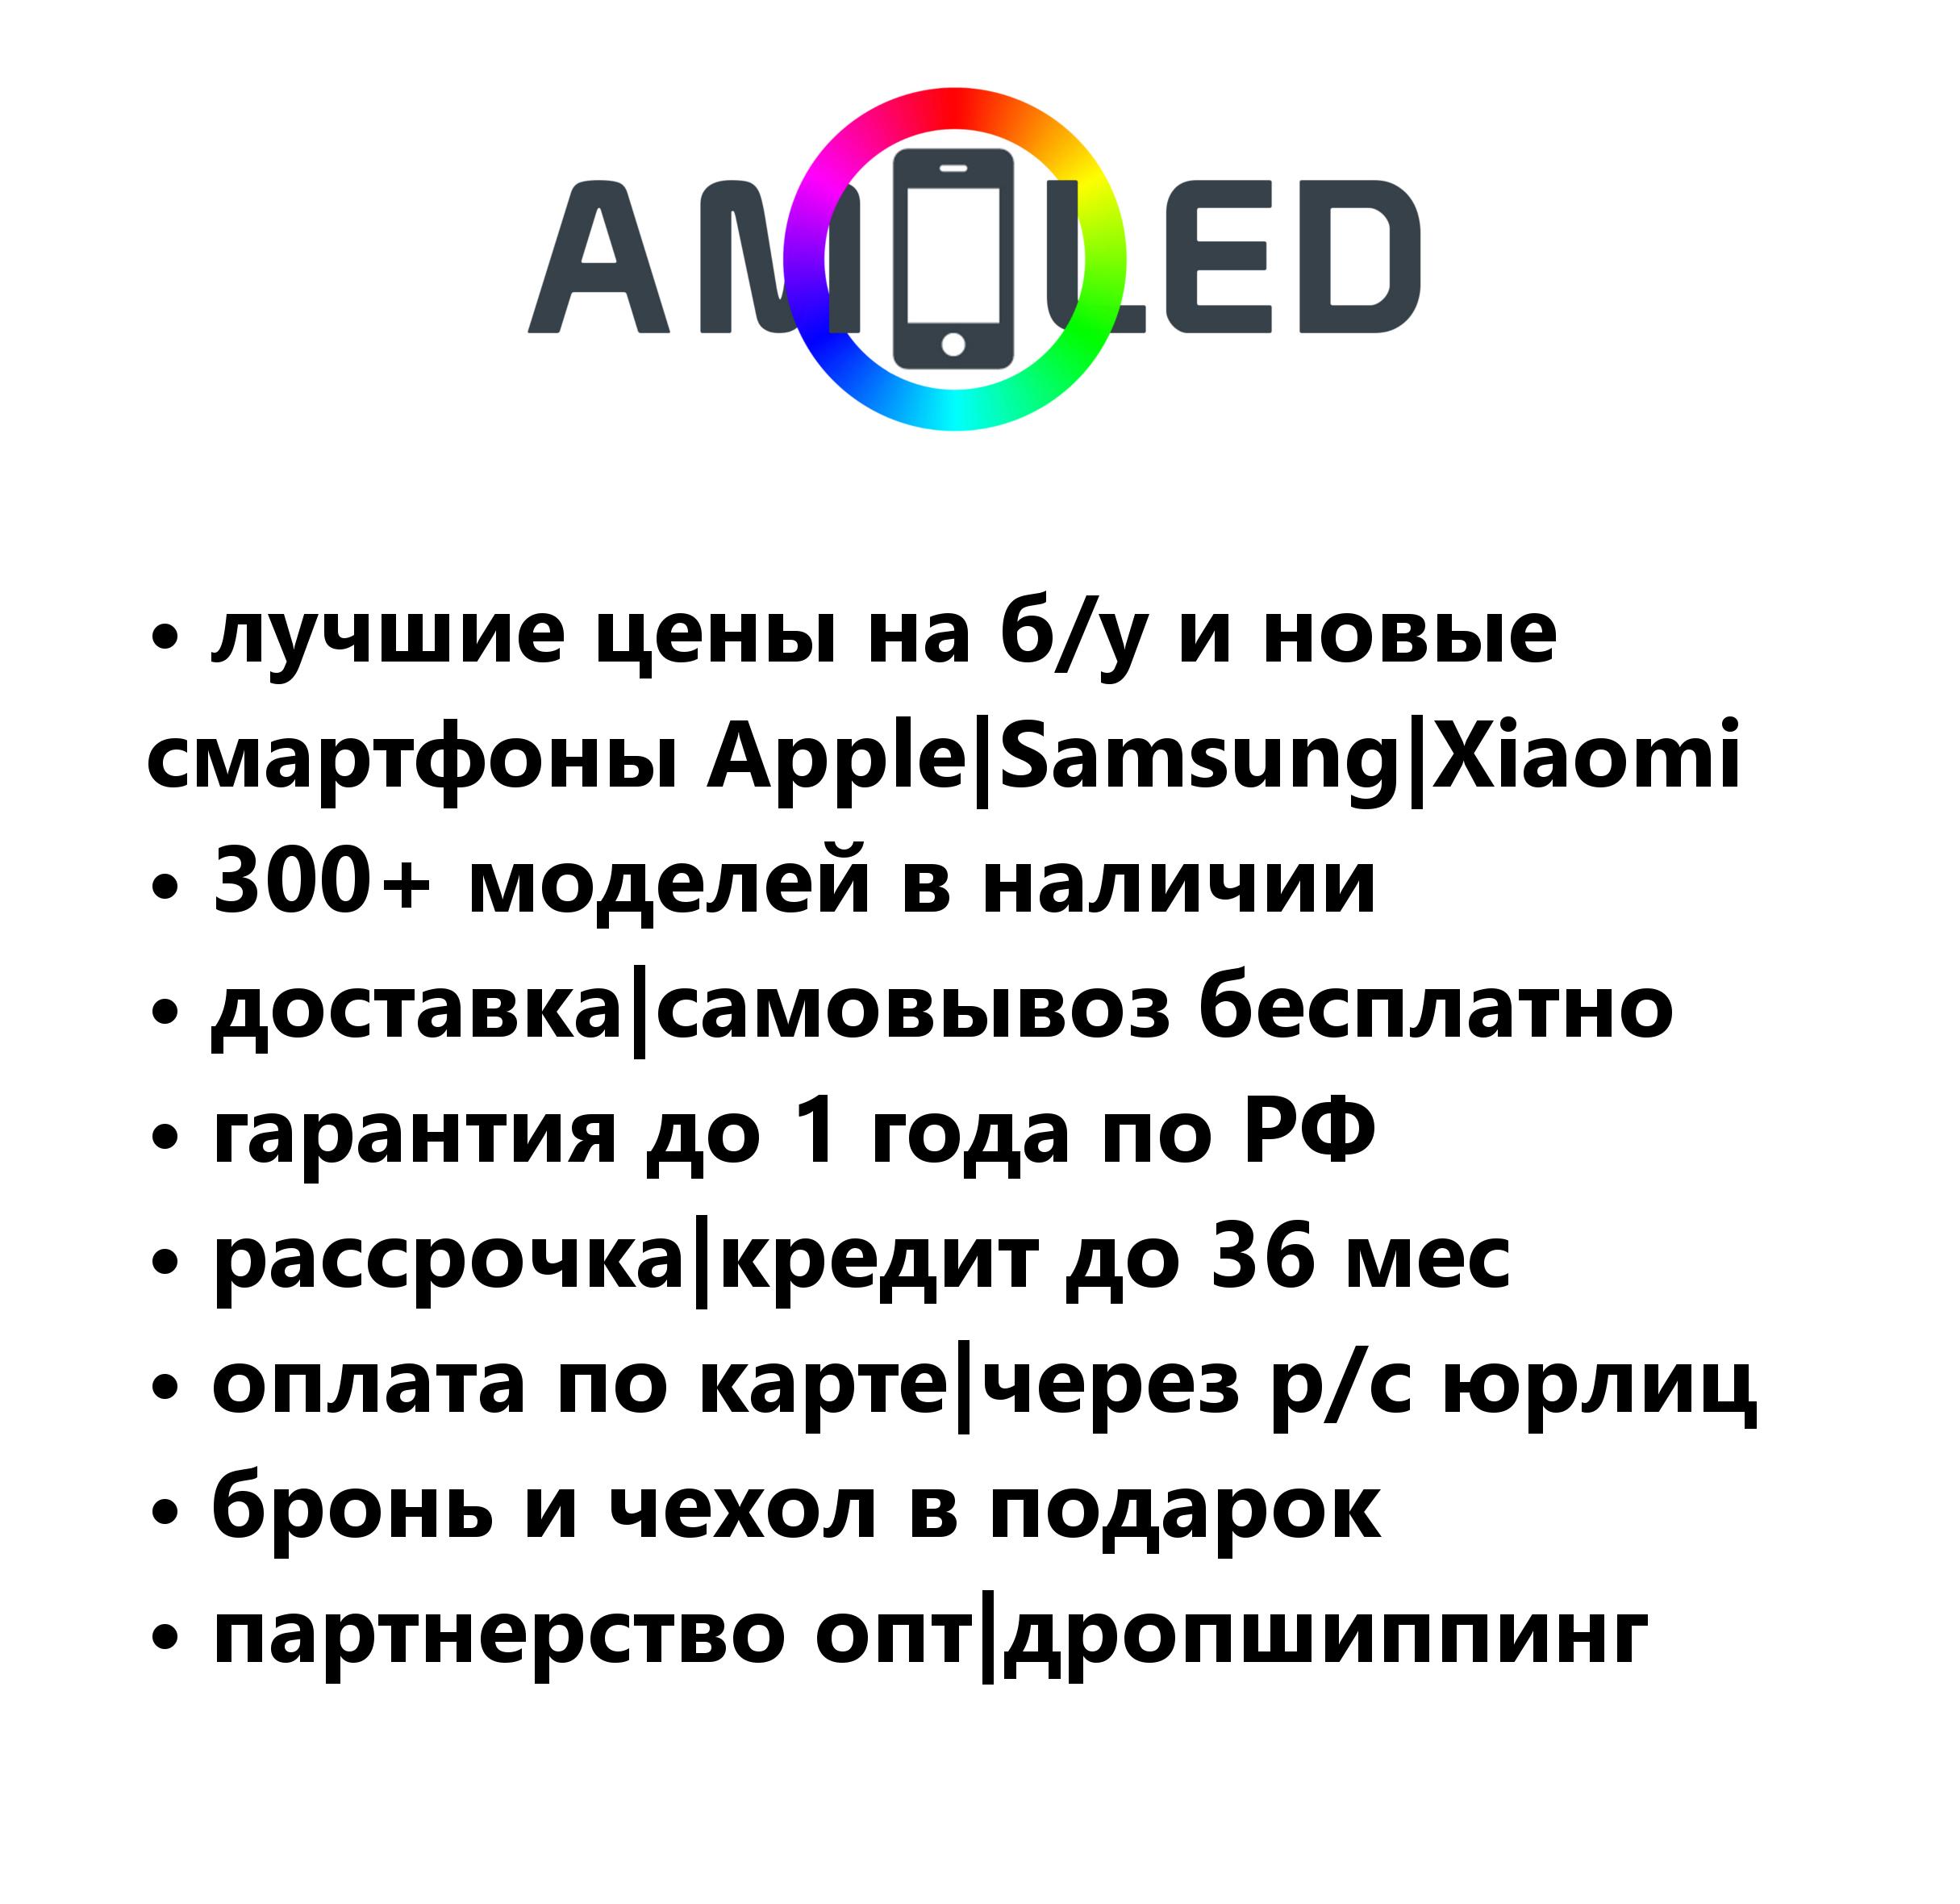 AMOLED
• лучшие цены на б/у и новые
смартфоны Apple|Samsung|Xiaomi
• 300+ моделей в наличии
• доставка|самовывоз бесплатно
• гарантия до 1 года по РФ
• рассрочка|кредит до 36 мес
• оплата по карте|через р/с юрлиц
• бронь и чехол в подарок
• партнерство опт|дропшиппинг